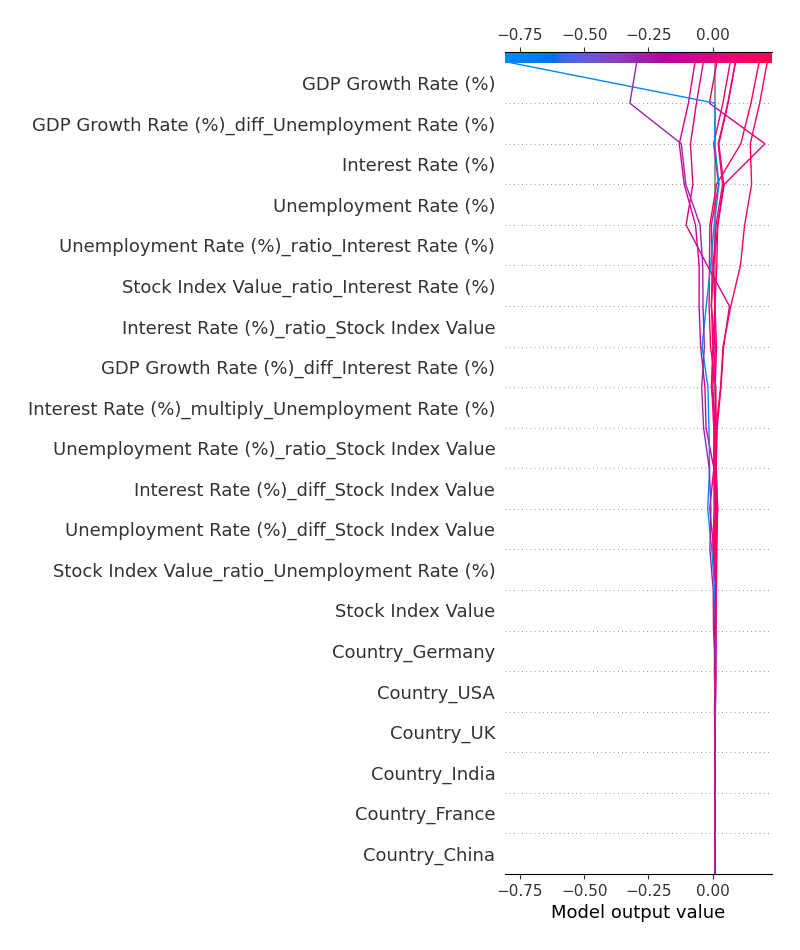 −0.75 −0.50 −0.25 0.00
GDP Growth Rate (%)
GDP Growth Rate (%)_diff_Unemployment Rate (%)
Interest Rate (%)
Unemployment Rate (%)
Unemployment Rate (%)_ratio_Interest Rate (%)
Stock Index Value_ratio_Interest Rate (%)
Interest Rate (%)_ratio_Stock Index Value
GDP Growth Rate (%)_diff_Interest Rate (%)
Interest Rate (%)_multiply_Unemployment Rate (%)
Unemployment Rate (%)_ratio_Stock Index Value
Interest Rate (%)_diff_Stock Index Value
Unemployment Rate (%)_diff_Stock Index Value
Stock Index Value_ratio_Unemployment Rate (%)
Stock Index Value
Country_Germany
Country_USA
Country_UK
Country_India
Country_France
Country_China
−0.75 −0.50 −0.25 0.00
Model output value